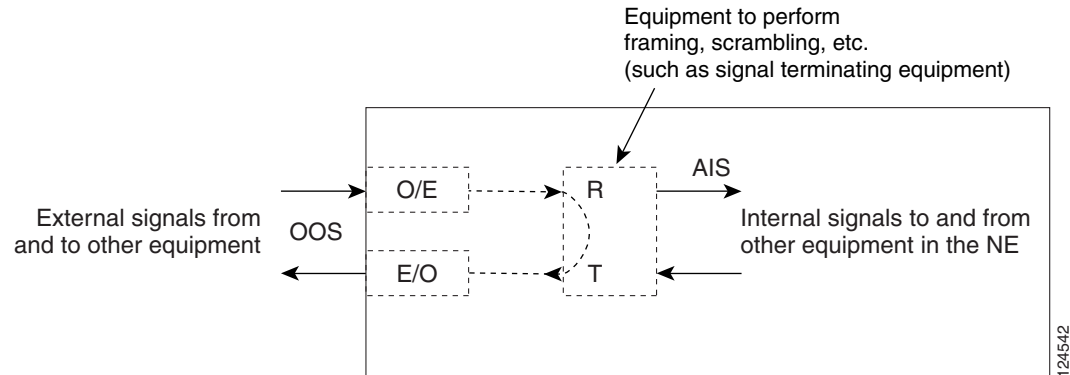 Equipment to perform
framing, scrambling, etc.
(such as signal terminating equipment)
AIS
O/E
R
External signals from
and to other equipment
OOS
Internal signals to and from
other equipment in the NE
E/O
T
124542